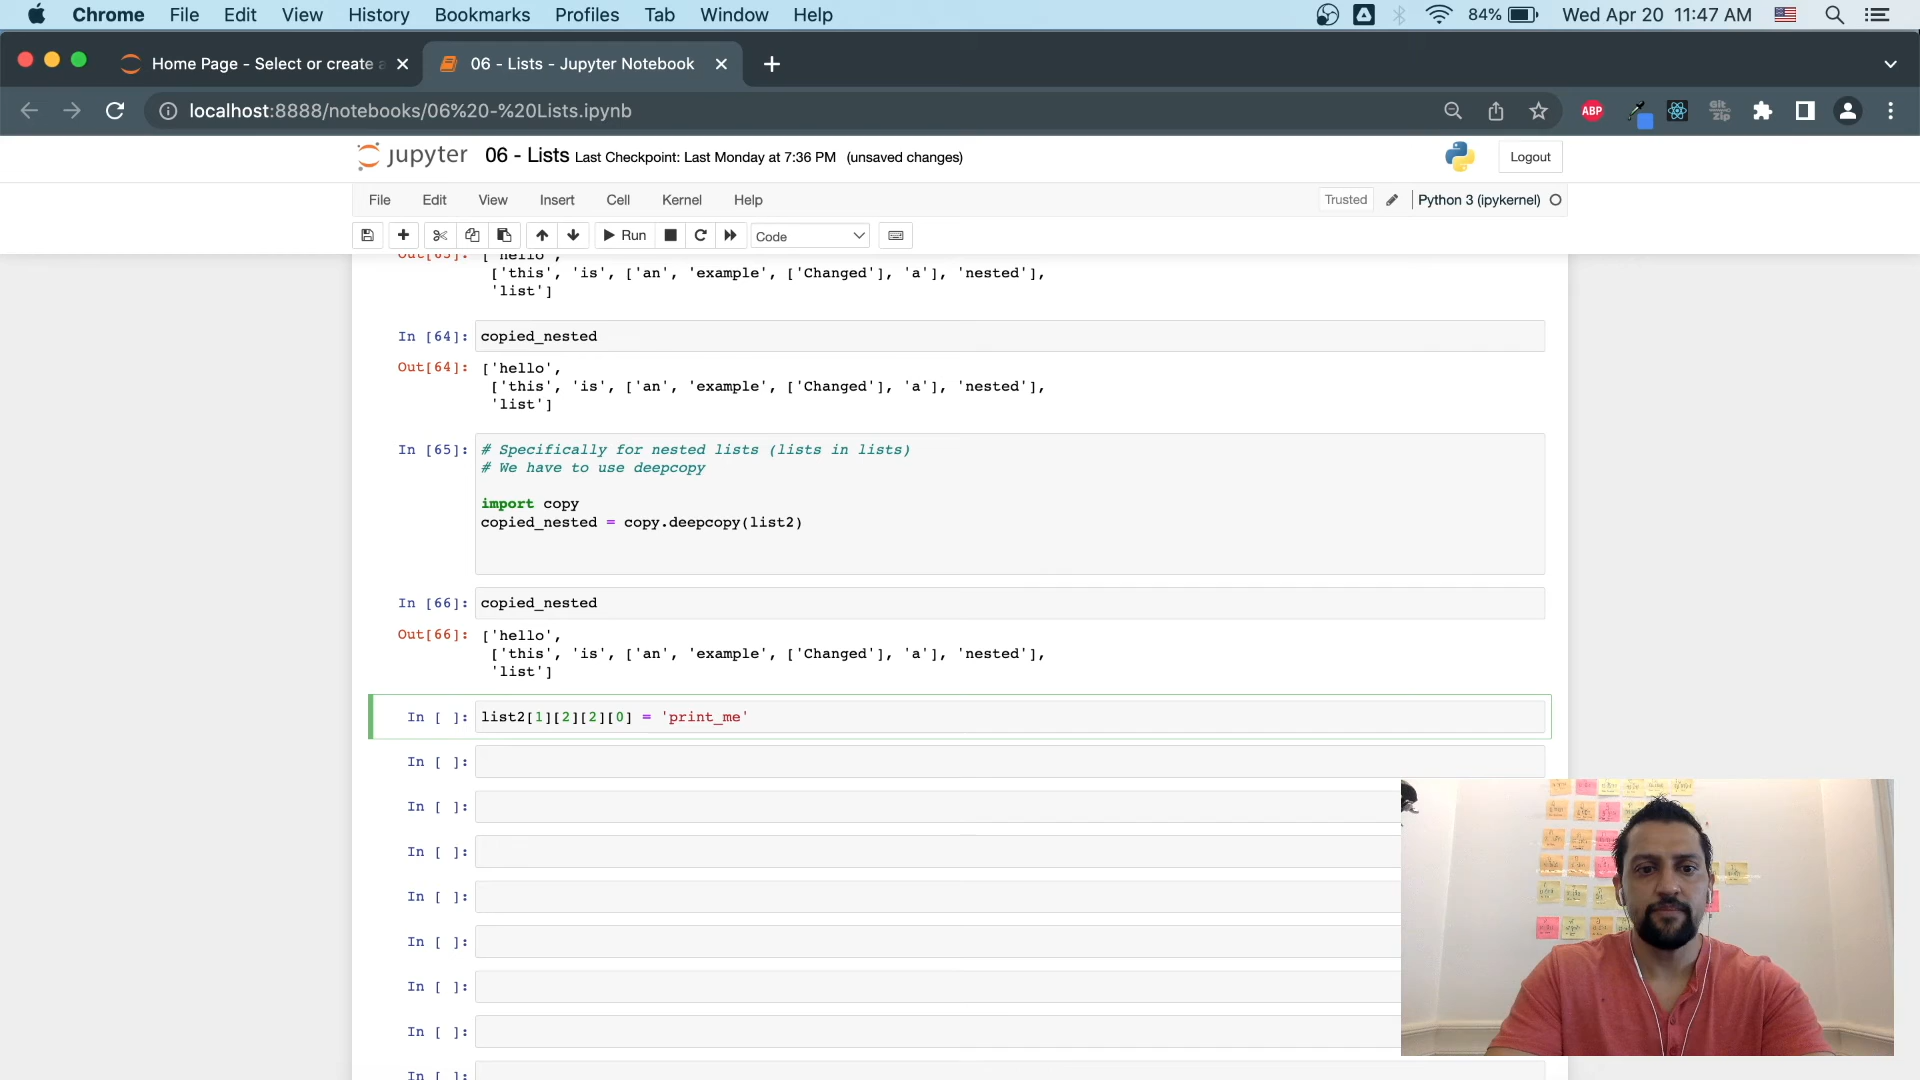 Chrome File Edit View History Bookmarks Profiles Tab Window Help 84% Wed Apr 20 11:47 AM
Home Page - Select or create a 06 - Lists - Jupyter Notebook
localhost:8888/notebooks/06%20-%20Lists.ipynb ABP Git Zip
jupyter 06 - Lists Last Checkpoint: Last Monday at 7:36 PM (unsaved changes) Logout
File Edit View Insert Cell Kernel Help Trusted Python 3 (ipykernel)
Run Code
['hello',
['this', 'is', ['an', 'example', ['Changed'], 'a'], 'nested'],
'list']
In [64]: copied_nested
Out[64]: ['hello',
['this', 'is', ['an', 'example', ['Changed'], 'a'], 'nested'],
'list']
In [65]: # Specifically for nested lists (lists in lists)
# We have to use deepcopy
import copy
copied_nested = copy.deepcopy(list2)
In [66]: copied_nested
Out[66]: ['hello',
['this', 'is', ['an', 'example', ['Changed'], 'a'], 'nested'],
'list']
In [ ]: list2[1][2][2][0] = 'print_me'
In [ ]:
In [ ]:
In [ ]:
In [ ]:
In [ ]:
In [ ]:
In [ ]:
In [ ]: